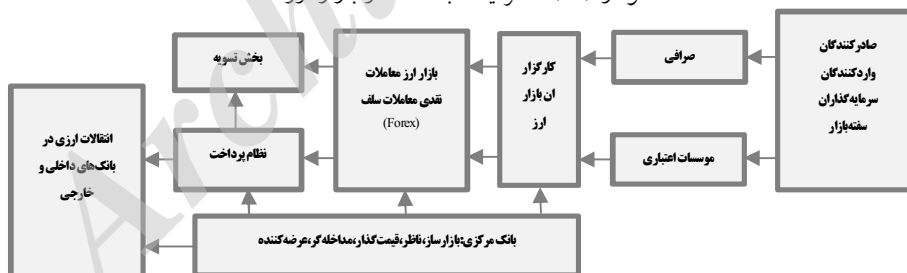 صادرکنندگان
واردکنندگان
سرمایه‌گذاران
سفته‌بازار
صرافی
موسسات اعتباری
کارگزار
ان بازار
ارز
بازار ارز معاملات
نقدی معاملات سلف
(Forex)
بخش تسویه
نظام پرداخت
انتقالات ارزی در
بانک‌های داخلی و
خارجی
بانک مرکزی:بازارساز،ناظر،قیمت‌گذار،مداخله‌گر،عرضه‌کننده